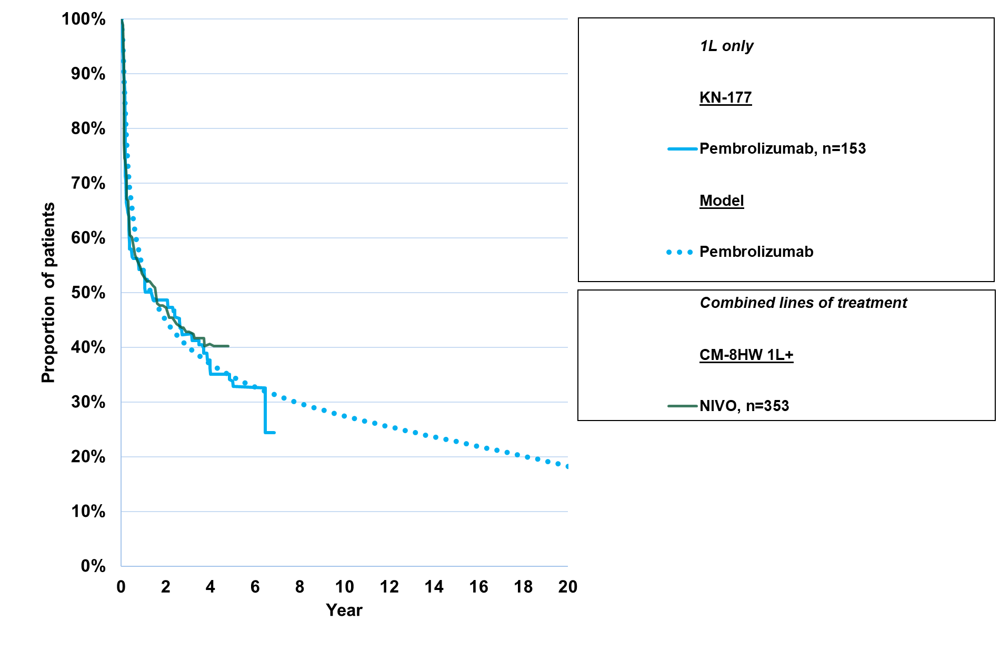 100%
90%
80%
70%
60%
50%
40%
30%
20%
10%
0%
Proportion of patients
0 2 4 6 8 10 12 14 16 18 20
Year
1L only
KN-177
Pembrolizumab, n=153
Model
Pembrolizumab
Combined lines of treatment
CM-8HW 1L+
NIVO, n=353